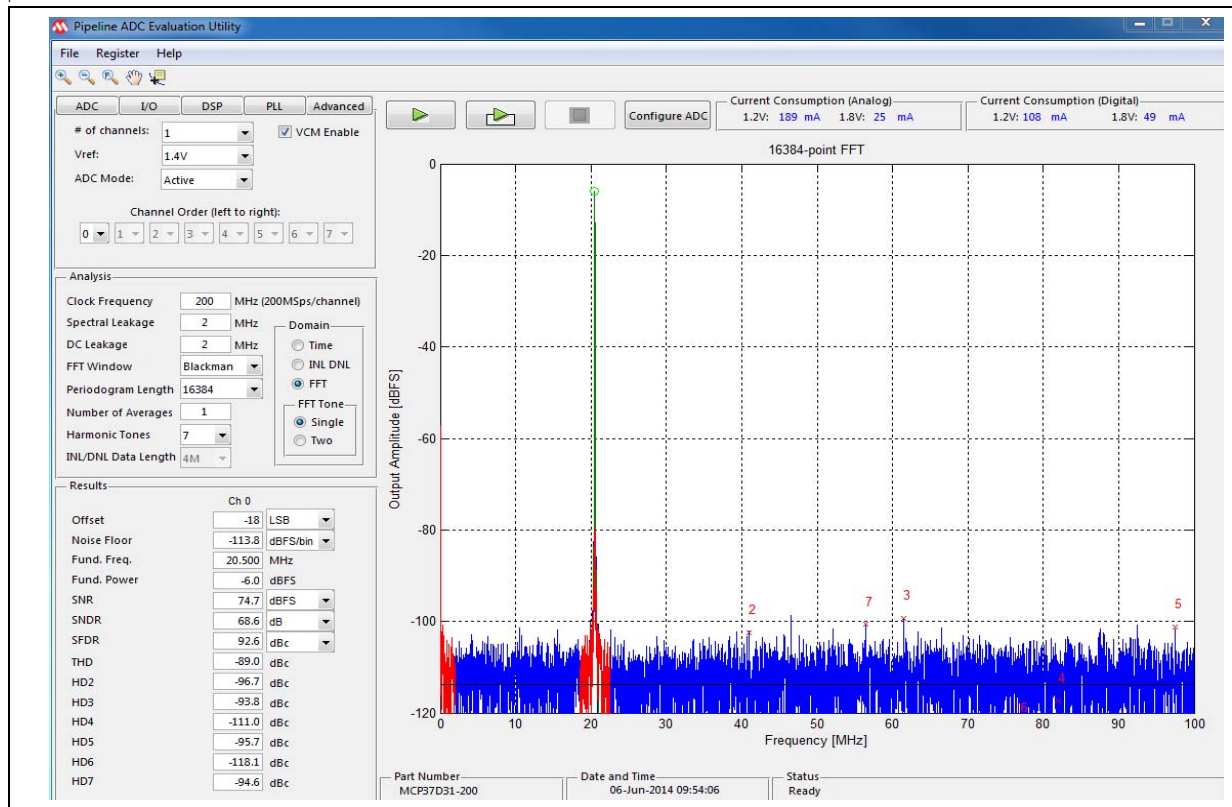 Pipeline ADC Evaluation Utility
File Register Help
ADC I/O DSP PLL Advanced
# of channels: 1 VCM Enable
Vref: 1.4V
ADC Mode: Active
Channel Order (left to right):
0 1 2 3 4 5 6 7
Analysis
Clock Frequency 200 MHz (200MSps/channel)
Spectral Leakage 2 MHz
DC Leakage 2 MHz
FFT Window Blackman
Periodogram Length 16384
Number of Averages 1
Harmonic Tones 7
INL/DNL Data Length 4M
Domain
Time
INL DNL
FFT
FFT Tone
Single
Two
Results
Ch 0
Offset -18 LSB
Noise Floor -113.8 dBFS/bin
Fund. Freq. 20.500 MHz
Fund. Power -6.0 dBFS
SNR 74.7 dBFS
SNDR 68.6 dB
SFDR 92.6 dBc
THD -89.0 dBc
HD2 -96.7 dBc
HD3 -93.8 dBc
HD4 -111.0 dBc
HD5 -95.7 dBc
HD6 -118.1 dBc
HD7 -94.6 dBc
Configure ADC
Current Consumption (Analog)
1.2V: 189 mA 1.8V: 25 mA
Current Consumption (Digital)
1.2V: 108 mA 1.8V: 49 mA
16384-point FFT
Output Amplitude [dBFS]
0
-20
-40
-60
-80
-100
-120
2
7
3
5
4
6
0 10 20 30 40 50 60 70 80 90 100
Frequency [MHz]
Part Number
MCP37D31-200
Date and Time
06-Jun-2014 09:54:06
Status
Ready